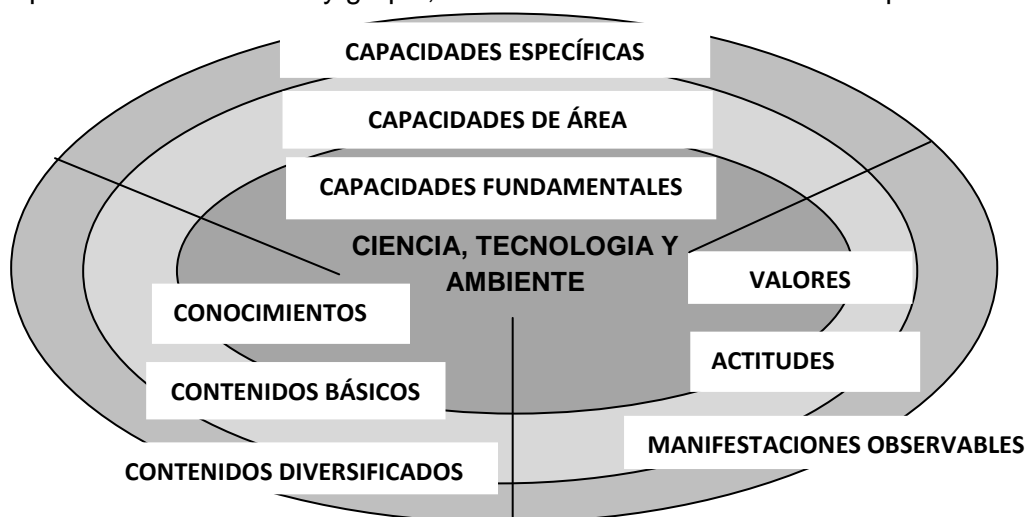 CAPACIDADES ESPECÍFICAS
CAPACIDADES DE ÁREA
CAPACIDADES FUNDAMENTALES
CIENCIA, TECNOLOGIA Y
AMBIENTE
VALORES
CONOCIMIENTOS
ACTITUDES
CONTENIDOS BÁSICOS
MANIFESTACIONES OBSERVABLES
CONTENIDOS DIVERSIFICADOS